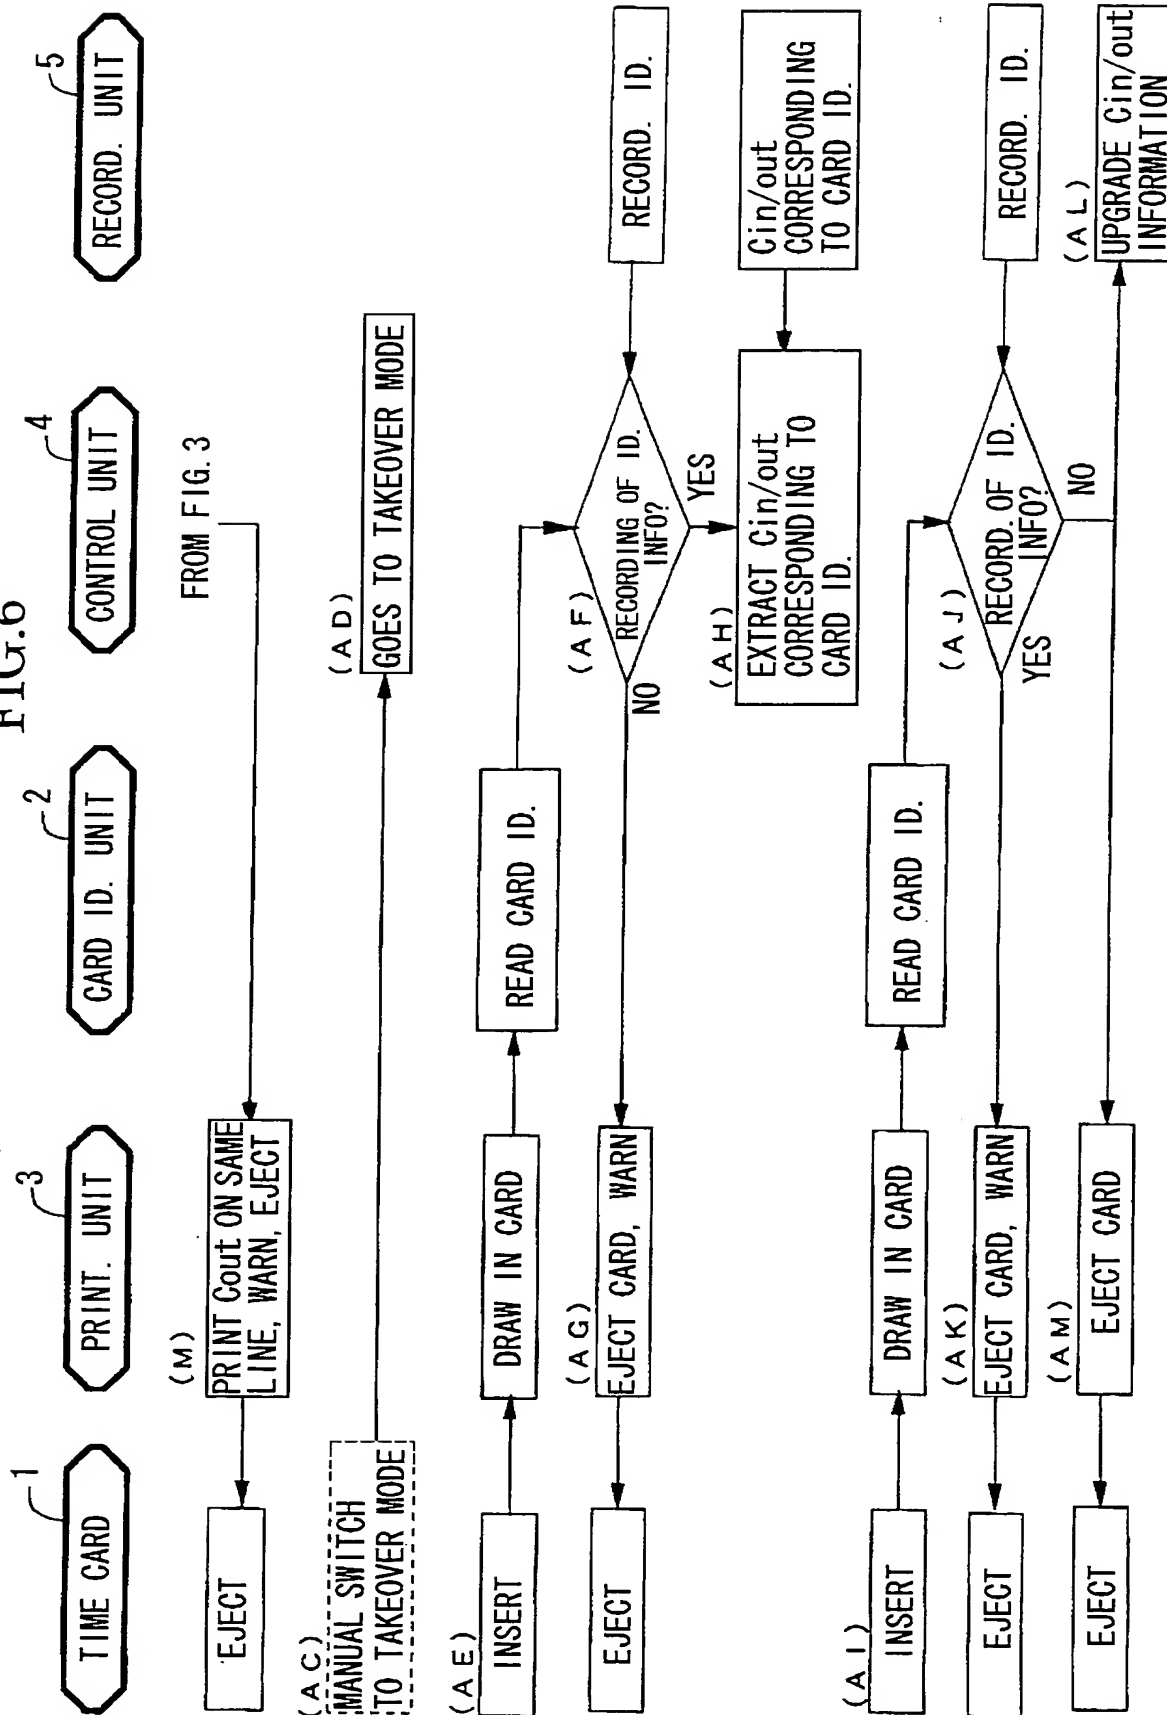 FIG.6
1
TIME CARD
3
PRINT. UNIT
2
CARD ID. UNIT
4
CONTROL UNIT
5
RECORD. UNIT
FROM FIG. 3
(M)
PRINT Cout ON SAME
LINE, WARN, EJECT
EJECT
(AC)
MANUAL SWITCH
TO TAKEOVER MODE
(AD)
GOES TO TAKEOVER MODE
(AE)
INSERT
DRAW IN CARD
READ CARD ID.
(AF)
RECORDING OF ID.
INFO?
RECORD. ID.
NO
YES
(AG)
EJECT CARD, WARN
EJECT
(AH)
EXTRACT Cin/out
CORRESPONDING TO
CARD ID.
Cin/out
CORRESPONDING
TO CARD ID.
(AI)
INSERT
DRAW IN CARD
READ CARD ID.
(AJ)
RECORD. OF ID.
INFO?
RECORD. ID.
YES
NO
(AK)
EJECT CARD, WARN
EJECT
(AL)
UPGRADE Cin/out
INFORMATION
(AM)
EJECT CARD
EJECT